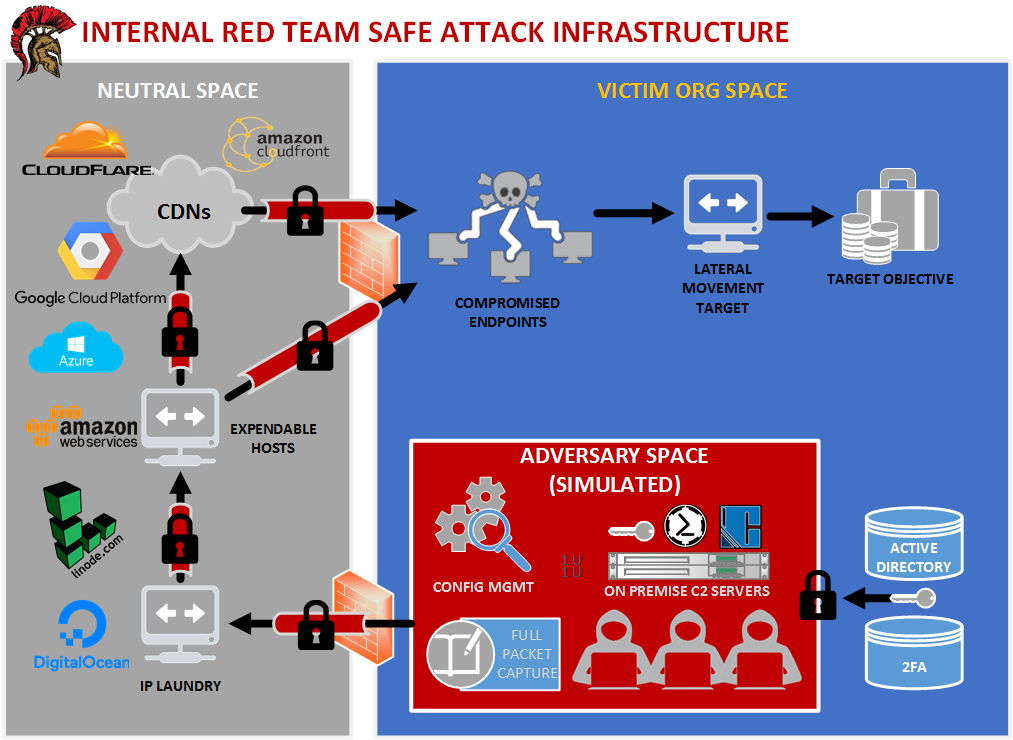 INTERNAL RED TEAM SAFE ATTACK INFRASTRUCTURE
NEUTRAL SPACE
CLOUDFLARE
amazon
cloudfront
CDNs
Google Cloud Platform
Azure
amazon
webservices
EXPENDABLE
HOSTS
linode.com
DigitalOcean
IP LAUNDRY
VICTIM ORG SPACE
COMPROMISED
ENDPOINTS
LATERAL
MOVEMENT
TARGET
TARGET OBJECTIVE
ADVERSARY SPACE
(SIMULATED)
CONFIG MGMT
1 U
1 U
ON PREMISE C2 SERVERS
FULL
PACKET
CAPTURE
ACTIVE
DIRECTORY
2FA